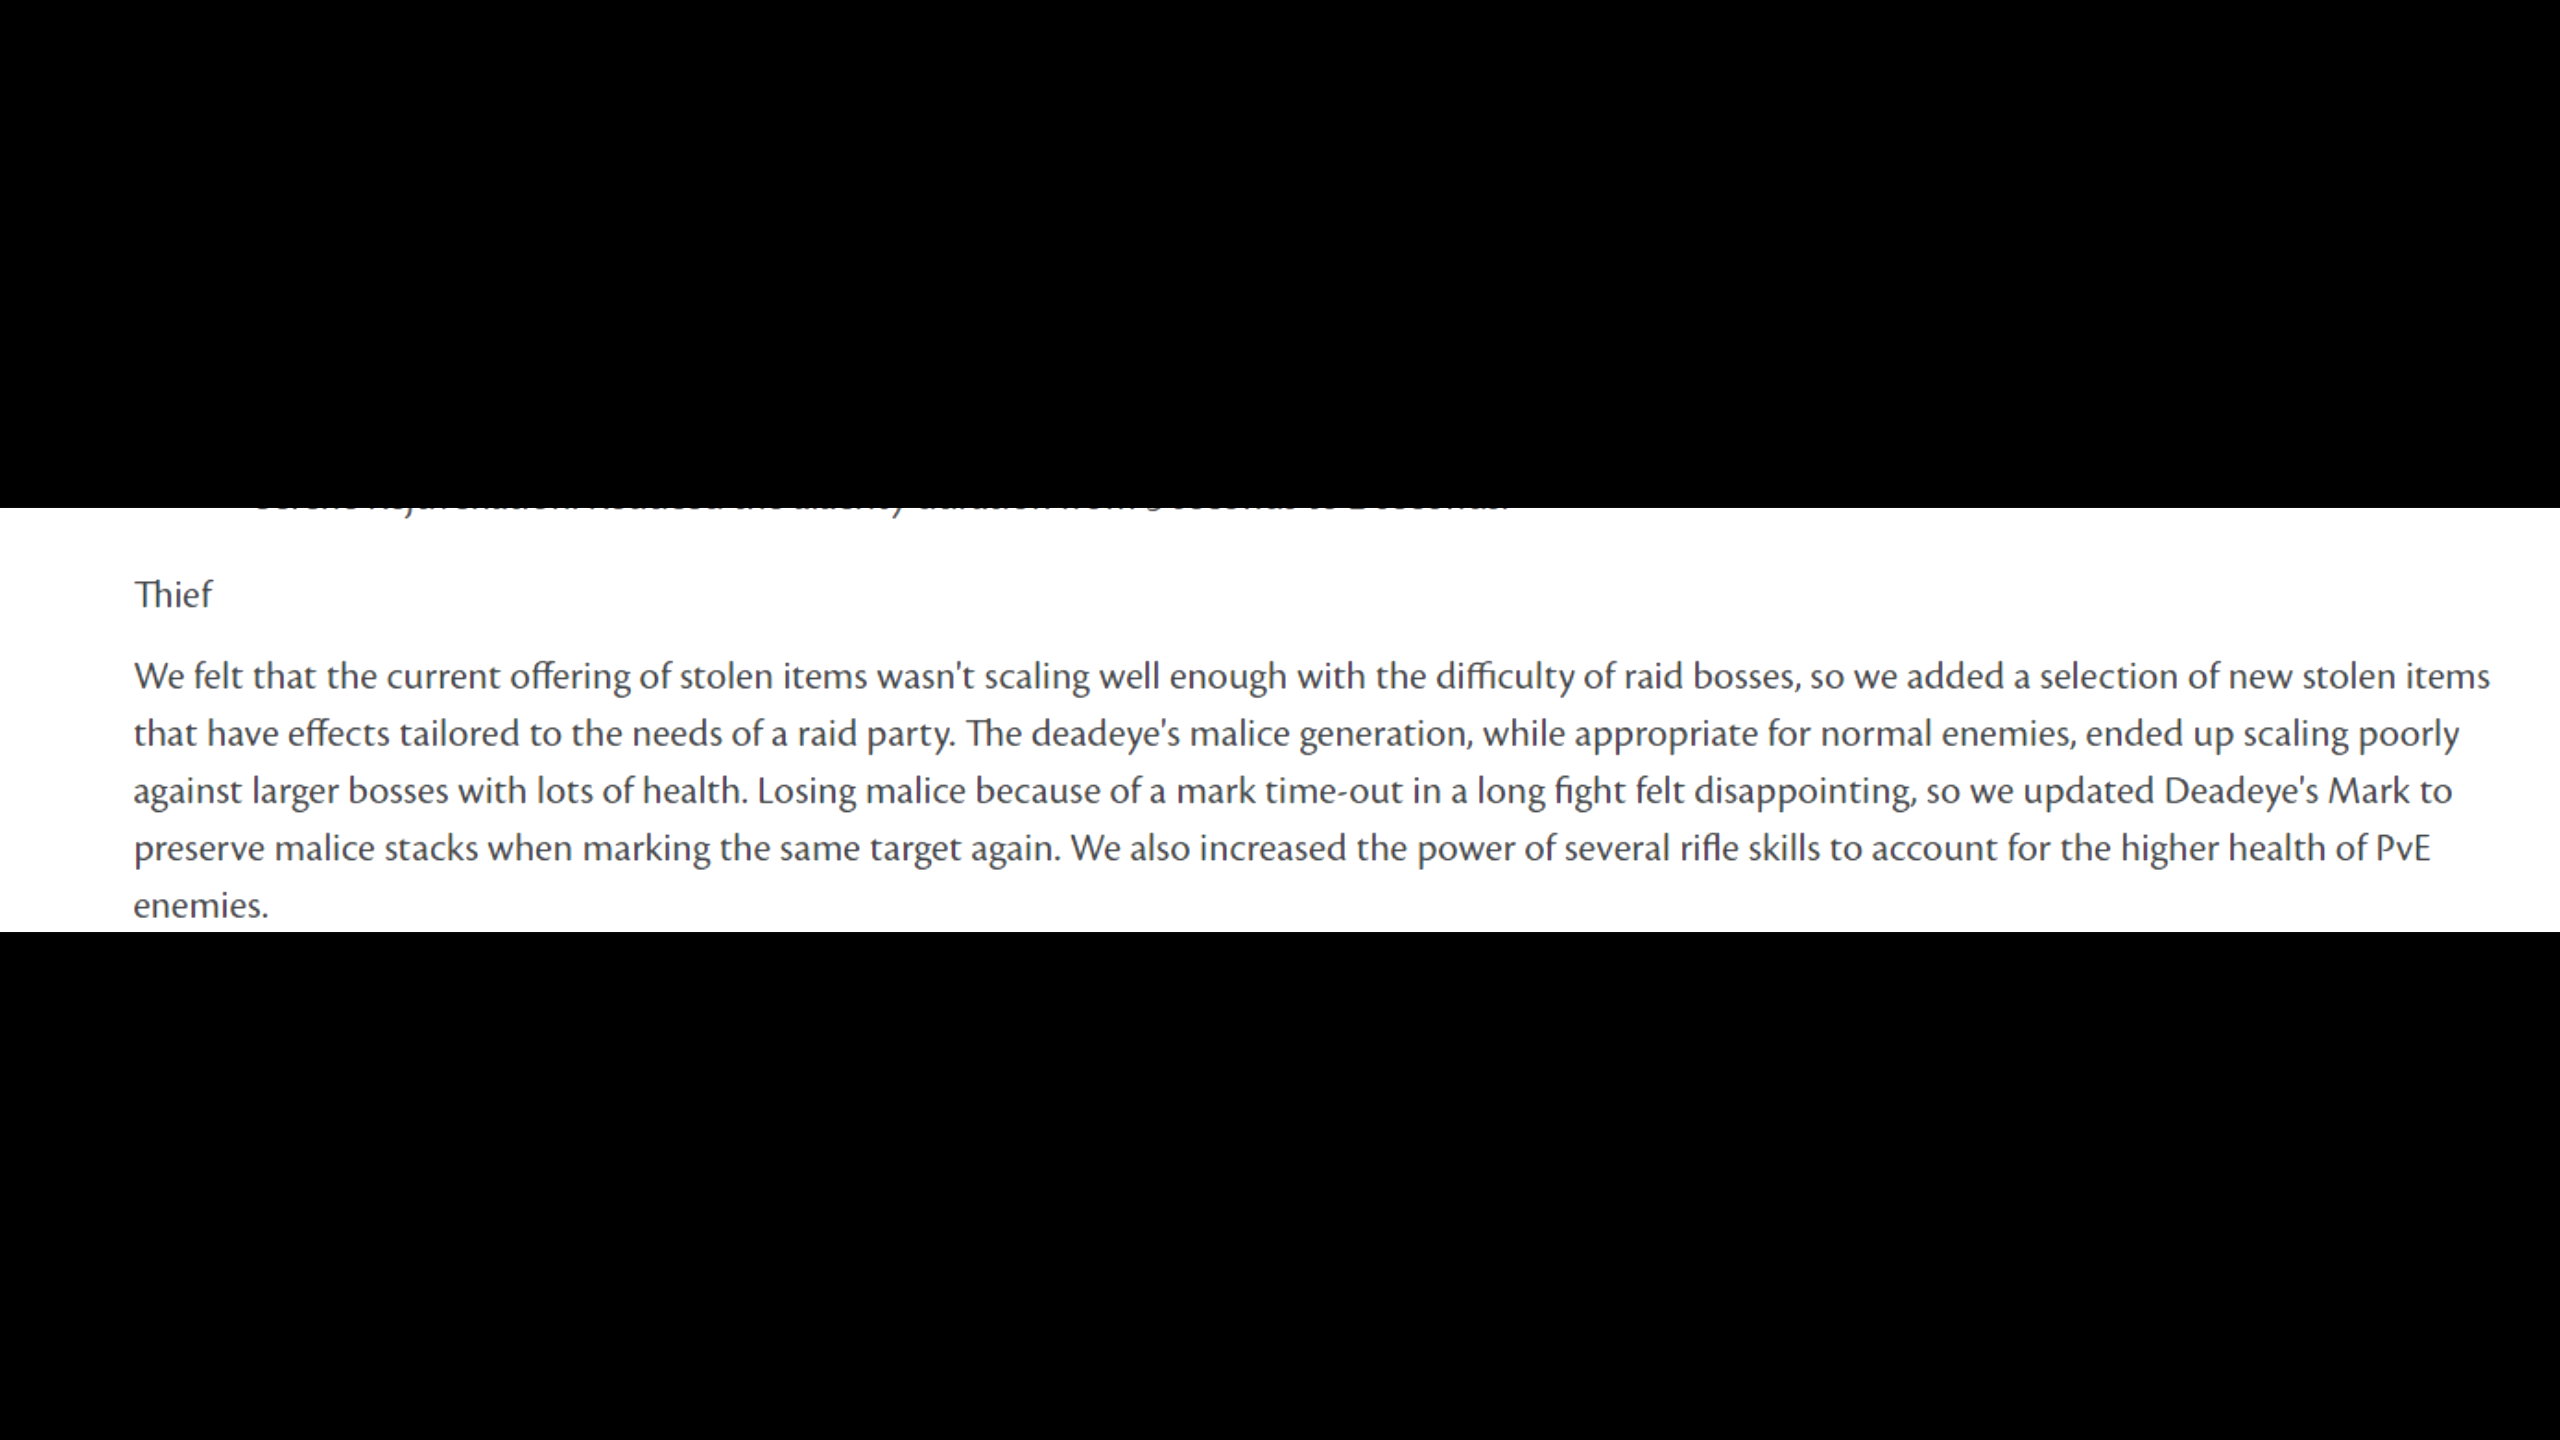 Thief
We felt that the current offering of stolen items wasn't scaling well enough with the difficulty of raid bosses, so we added a selection of new stolen items
that have effects tailored to the needs of a raid party. The deadeye's malice generation, while appropriate for normal enemies, ended up scaling poorly
against larger bosses with lots of health. Losing malice because of a mark time-out in a long fight felt disappointing, so we updated Deadeye's Mark to
preserve malice stacks when marking the same target again. We also increased the power of several rifle skills to account for the higher health of PvE
enemies.